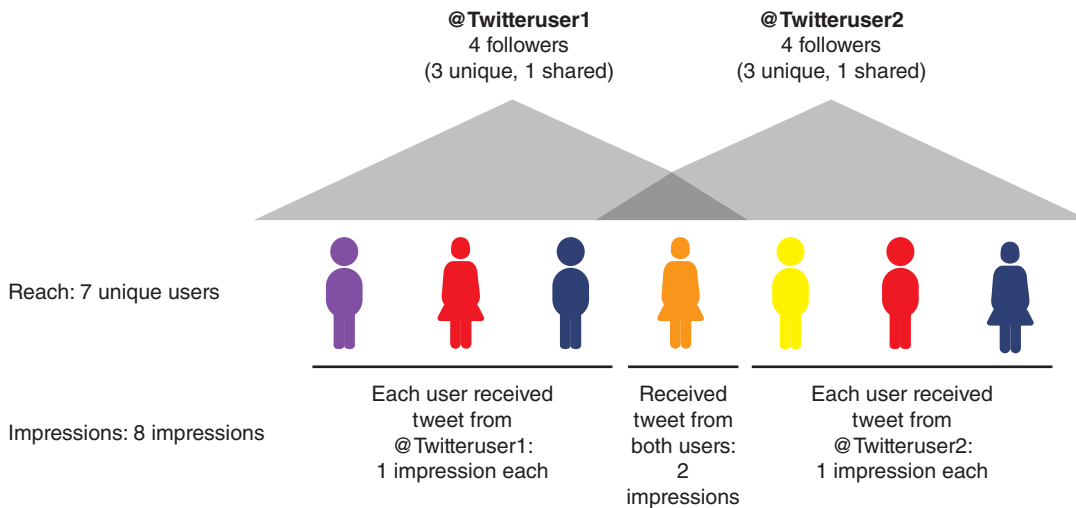 @Twitteruser1
4 followers
(3 unique, 1 shared)
@Twitteruser2
4 followers
(3 unique, 1 shared)
Reach: 7 unique users
Impressions: 8 impressions
Each user received
tweet from
@Twitteruser1:
1 impression each
Received
tweet from
both users:
2
impressions
Each user received
tweet from
@Twitteruser2:
1 impression each